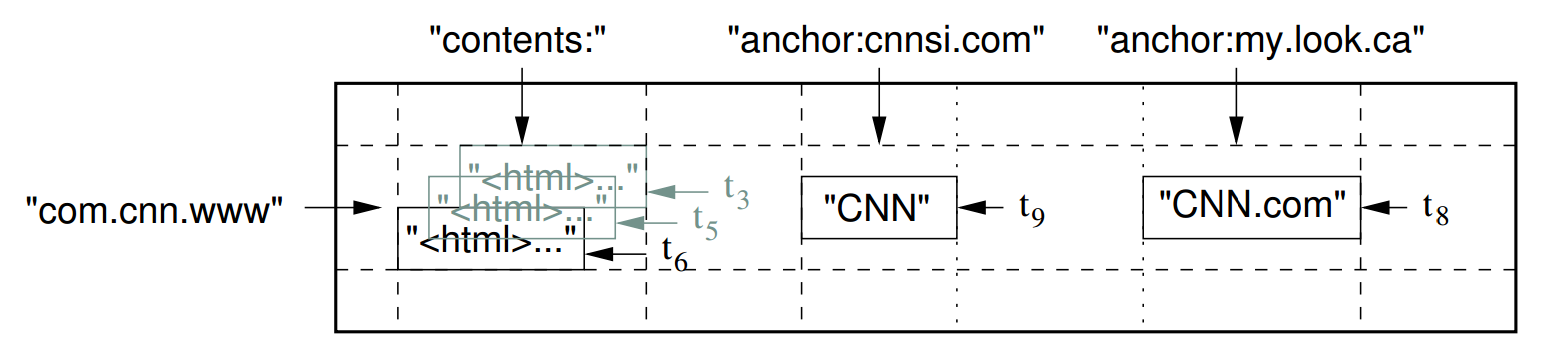 "contents:" "anchor:cnnsi.com" "anchor:my.look.ca"
"<html>..." t3
"com.cnn.www" "<html>..." t5 "CNN" t9 "CNN.com" t8
"<html>..." t6